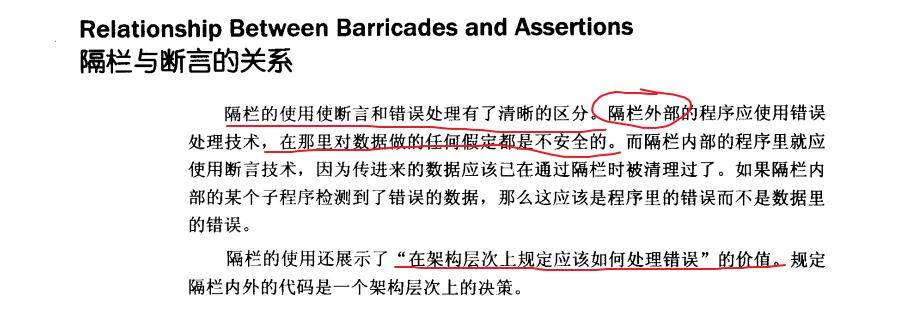 Relationship Between Barricades and Assertions
隔栏与断言的关系
隔栏的使用使断言和错误处理有了清晰的区分。隔栏外部的程序应使用错误
处理技术，在那里对数据做的任何假定都是不安全的。而隔栏内部的程序里就应
使用断言技术，因为传进来的数据应该已在通过隔栏时被清理过了。如果隔栏内
部的某个子程序检测到了错误的数据，那么这应该是程序里的错误而不是数据里
的错误。
隔栏的使用还展示了“在架构层次上规定应该如何处理错误”的价值。规定
隔栏内外的代码是一个架构层次上的决策。